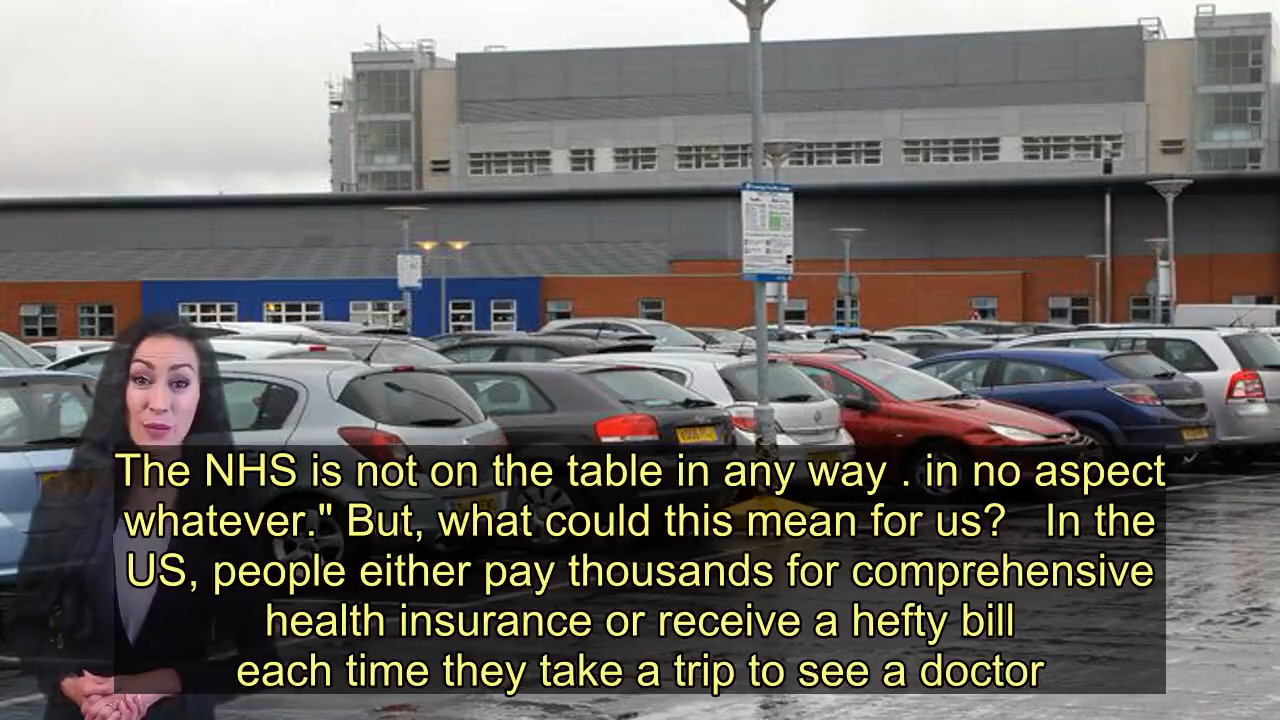 The NHS is not on the table in any way . in no aspect
whatever." But, what could this mean for us?   In the
US, people either pay thousands for comprehensive
health insurance or receive a hefty bill
each time they take a trip to see a doctor